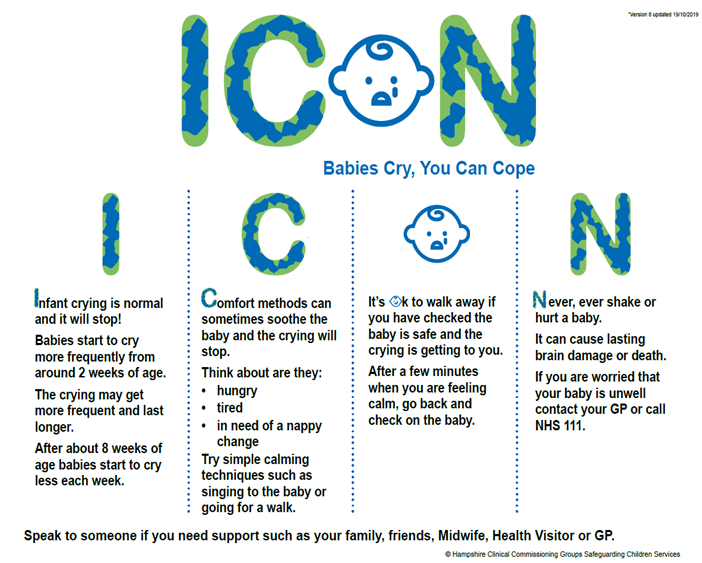 *Version 6 updated 19/10/2019
ICON
Babies Cry, You Can Cope
I
Infant crying is normal
and it will stop!
Babies start to cry
more frequently from
around 2 weeks of age.
The crying may get
more frequent and last
longer.
After about 8 weeks of
age babies start to cry
less each week.
C
Comfort methods can
sometimes soothe the
baby and the crying will
stop.
Think about are they:
• hungry
• tired
• in need of a nappy
change
Try simple calming
techniques such as
singing to the baby or
going for a walk.
It's Ok to walk away if
you have checked the
baby is safe and the
crying is getting to you.
After a few minutes
when you are feeling
calm, go back and
check on the baby.
N
Never, ever shake or
hurt a baby.
It can cause lasting
brain damage or death.
If you are worried that
your baby is unwell
contact your GP or call
NHS 111.
Speak to someone if you need support such as your family, friends, Midwife, Health Visitor or GP.
© Hampshire Clinical Commissioning Groups Safeguarding Children Services